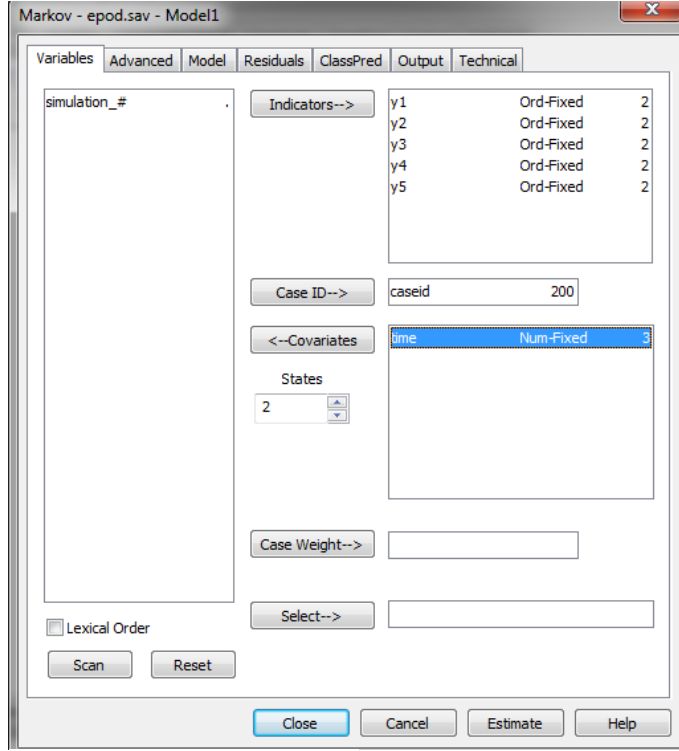 Markov - epod.sav - Model1
x
Variables Advanced Model Residuals ClassPred Output Technical
simulation_# .
Indicators-->
y1 Ord-Fixed 2
y2 Ord-Fixed 2
y3 Ord-Fixed 2
y4 Ord-Fixed 2
y5 Ord-Fixed 2
Case ID--> caseid 200
<--Covariates time Num-Fixed 3
States
2
Case Weight-->
Select-->
Lexical Order
Scan Reset
Close Cancel Estimate Help